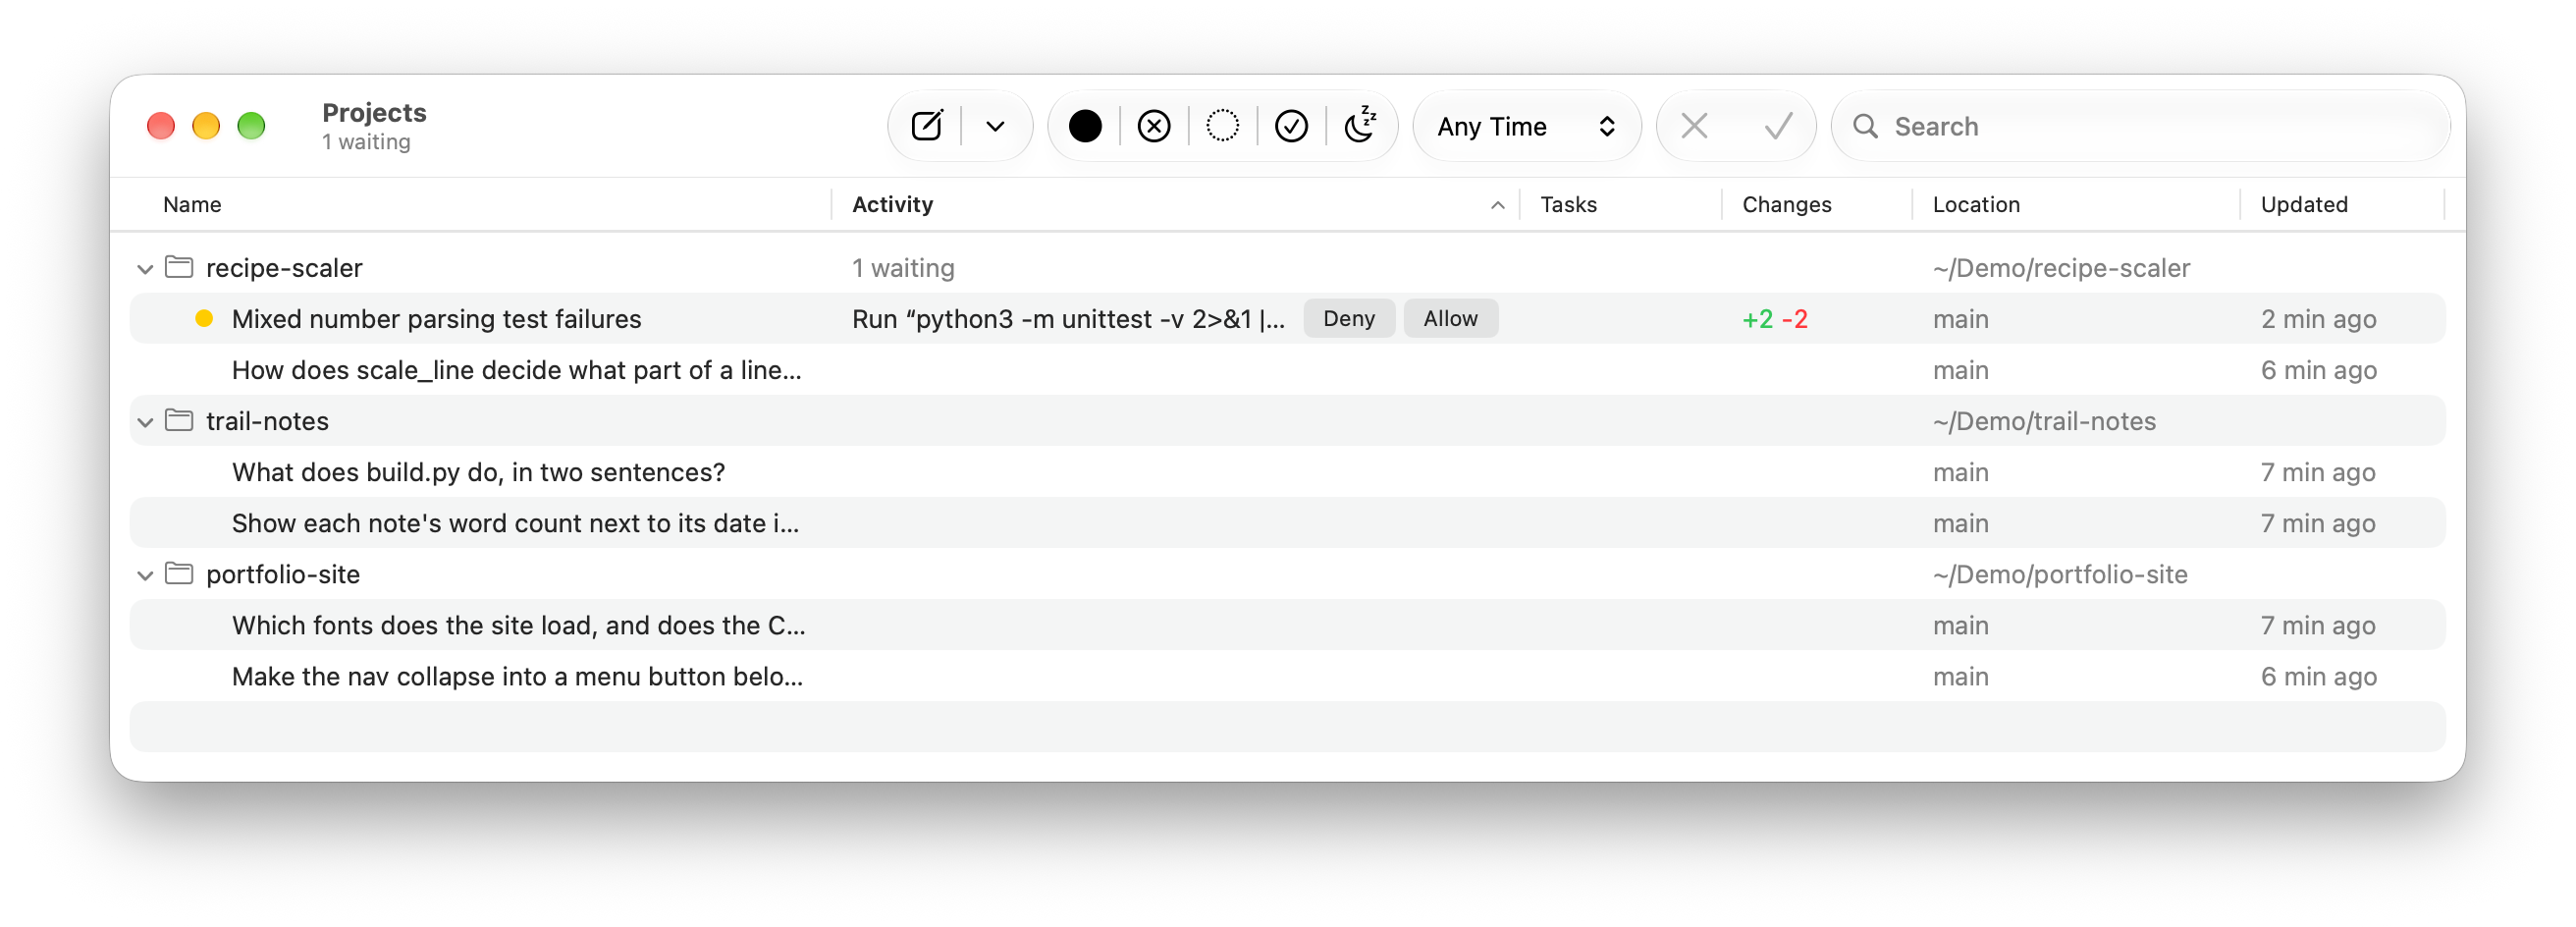 Projects
1 waiting
Any Time
Search
Name Activity Tasks Changes Location Updated
recipe-scaler 1 waiting ~/Demo/recipe-scaler
Mixed number parsing test failures Run “python3 -m unittest -v 2>&1 |... Deny Allow +2 -2 main 2 min ago
How does scale_line decide what part of a line... main 6 min ago
trail-notes ~/Demo/trail-notes
What does build.py do, in two sentences? main 7 min ago
Show each note's word count next to its date i... main 7 min ago
portfolio-site ~/Demo/portfolio-site
Which fonts does the site load, and does the C... main 7 min ago
Make the nav collapse into a menu button belo... main 6 min ago